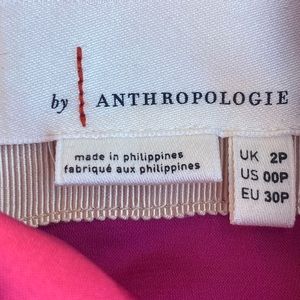 by ANTHROPOLOGIE
made in philippines
fabriqué aux philippines
UK 2P
US 00P
EU 30P